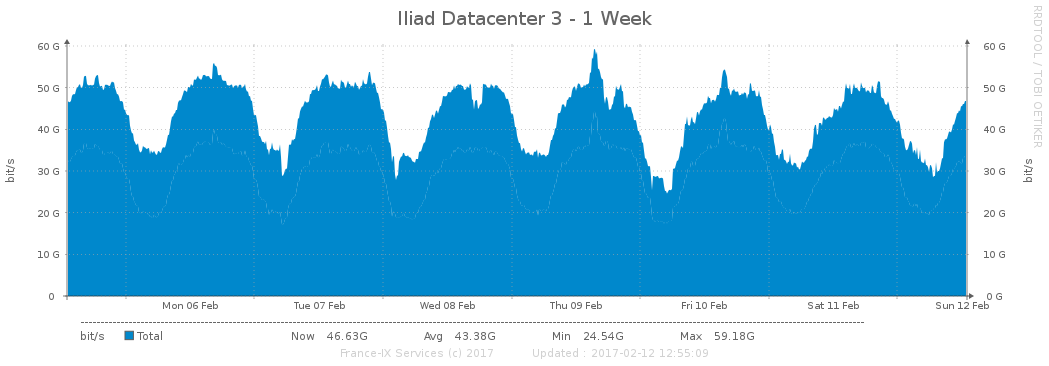 Iliad Datacenter 3 - 1 Week
RRDTOOL / TOBI OETIKER
60 G 60 G
50 G 50 G
40 G 40 G
30 G 30 G
20 G 20 G
10 G 10 G
0 0 G
bit/s bit/s
Mon 06 Feb Tue 07 Feb Wed 08 Feb Thu 09 Feb Fri 10 Feb Sat 11 Feb Sun 12 Feb
bit/s Total Now 46.63G Avg 43.38G Min 24.54G Max 59.18G
France-IX Services (c) 2017 Updated : 2017-02-12 12:55:09